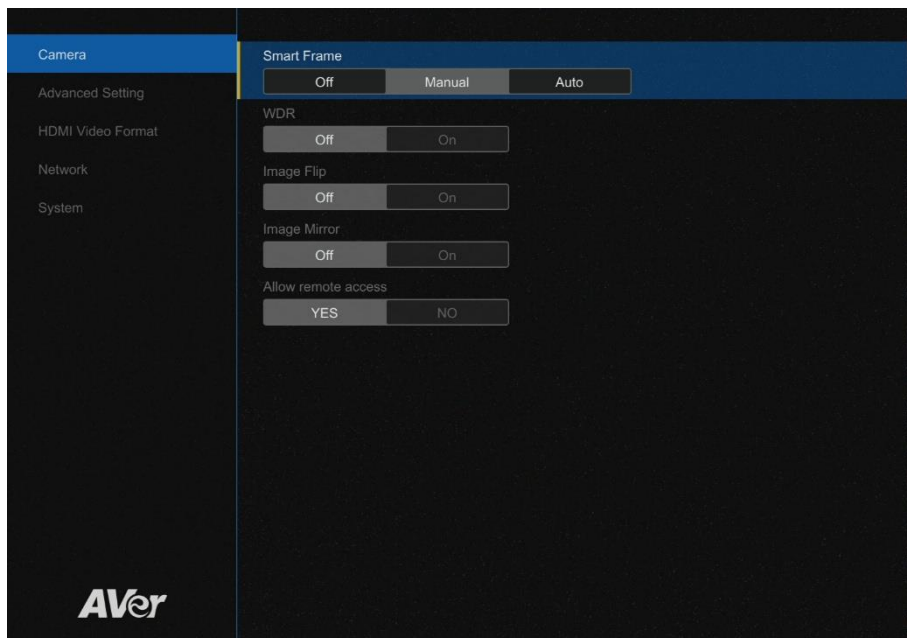 Camera
Advanced Setting
HDMI Video Format
Network
System
Smart Frame
Off Manual Auto
WDR
Off On
Image Flip
Off On
Image Mirror
Off On
Allow remote access
YES NO
AVer